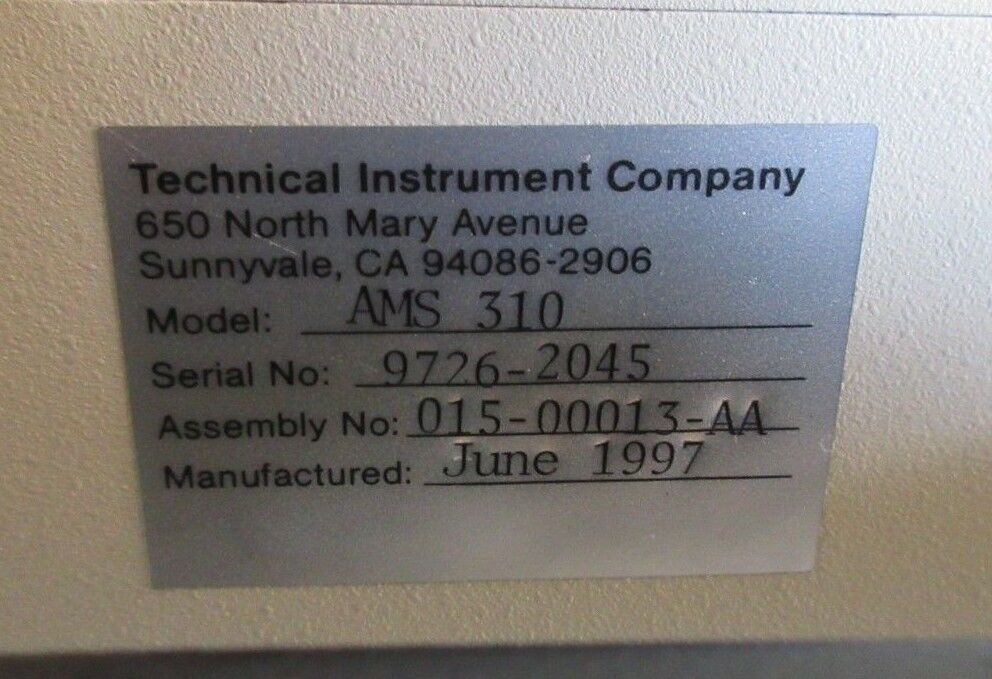 Technical Instrument Company
650 North Mary Avenue
Sunnyvale, CA 94086-2906
Model: AMS 310
Serial No: 9726-2045
Assembly No: 015-00013-AA
Manufactured: June 1997